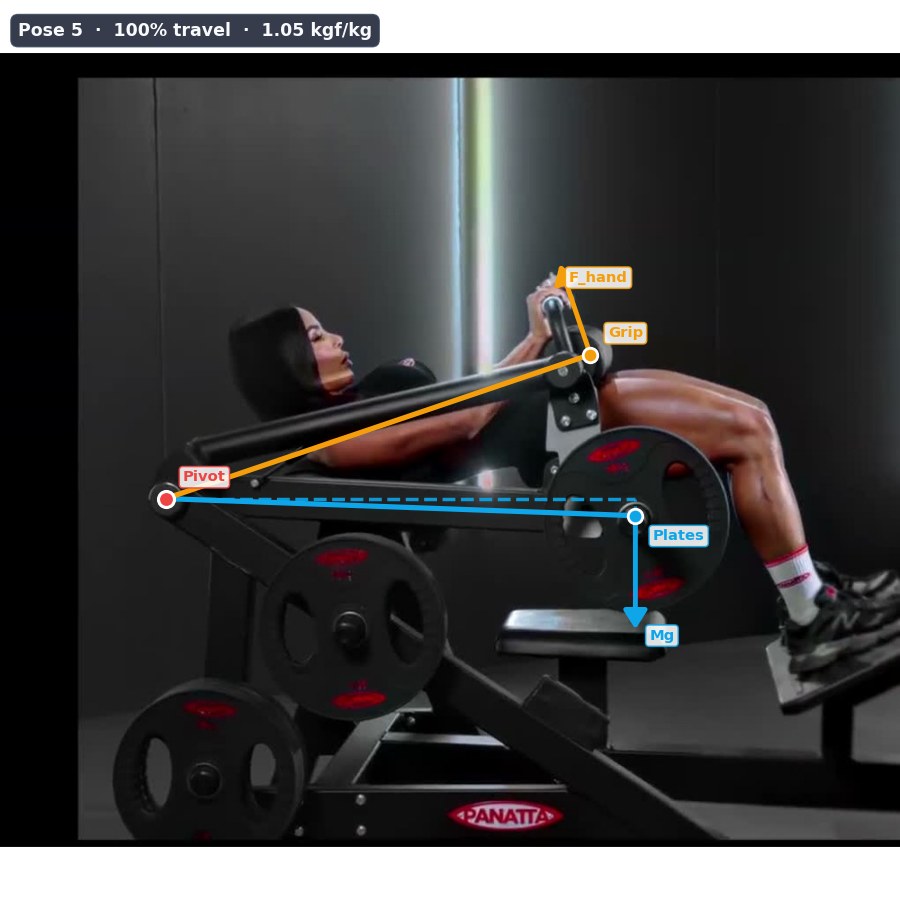 Pose 5 · 100% travel · 1.05 kgf/kg
F_hand
Grip
Pivot
Plates
Mg
PANATTA